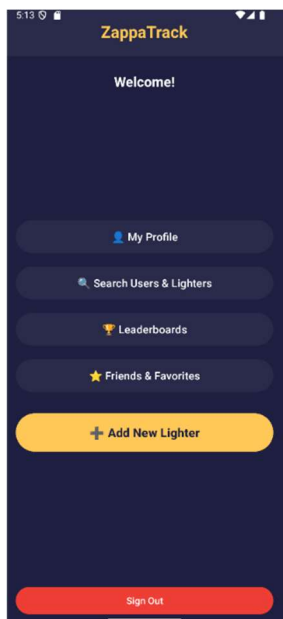 5:13
ZappaTrack
Welcome!
👤 My Profile
🔍 Search Users & Lighters
🏆 Leaderboards
⭐ Friends & Favorites
➕ Add New Lighter
Sign Out